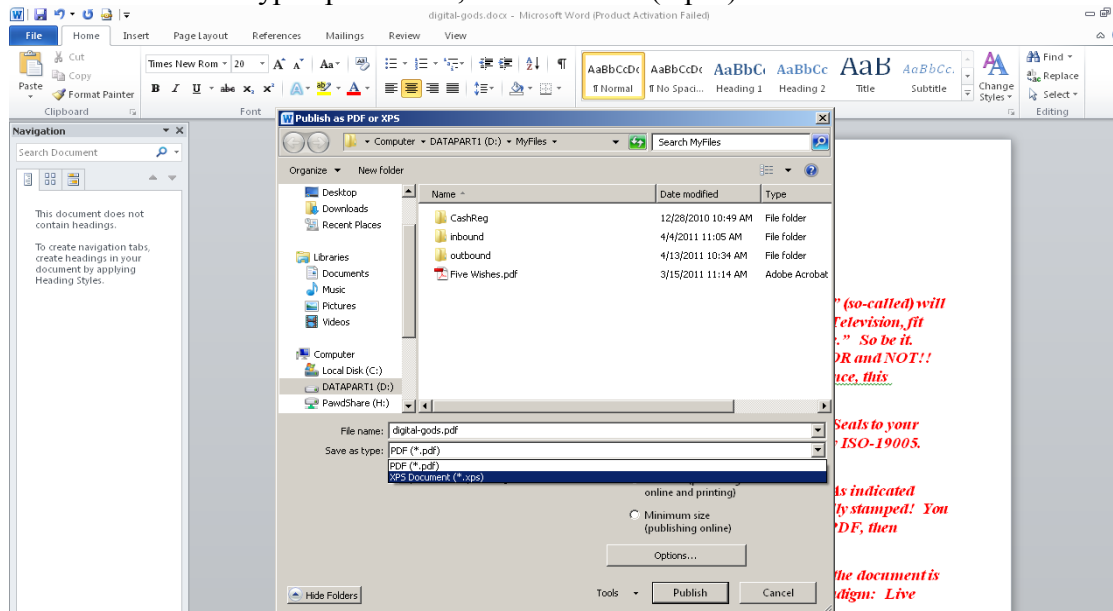 digital-gods.docx - Microsoft Word (Product Activation Failed)
File Home Insert Page Layout References Mailings Review View
Cut
Copy
Format Painter
Paste
Clipboard
Times New Rom 20
Font
AaBbCcDc AaBbCcDc AaBbC AaBbCc AaB AaBbCc.
¶ Normal ¶ No Spaci... Heading 1 Heading 2 Title Subtitle
Change Styles
Find
Replace
Select
Editing
Navigation
Search Document
This document does not
contain headings.
To create navigation tabs,
create headings in your
document by applying
Heading Styles.
Publish as PDF or XPS
Computer DATAPART1 (D:) MyFiles
Search MyFiles
Organize New folder
Desktop
Downloads
Recent Places
Libraries
Documents
Music
Pictures
Videos
Computer
Local Disk (C:)
DATAPART1 (D:)
PawdShare (H:)
Name Date modified Type
CashReg 12/28/2010 10:49 AM File folder
inbound 4/4/2011 11:05 AM File folder
outbound 4/13/2011 10:34 AM File folder
Five Wishes.pdf 3/15/2011 11:14 AM Adobe Acrobat
File name: digital-gods.pdf
Save as type: PDF (*.pdf)
PDF (*.pdf)
XPS Document (*.xps)
online and printing)
Minimum size
(publishing online)
Options...
Hide Folders
Tools Publish Cancel
" (so-called) will
Television, fit
." So be it.
OR and NOT!!
nce, this
Seals to your
ISO-19005.
As indicated
ly stamped! You
PDF, then
the document is
digm: Live